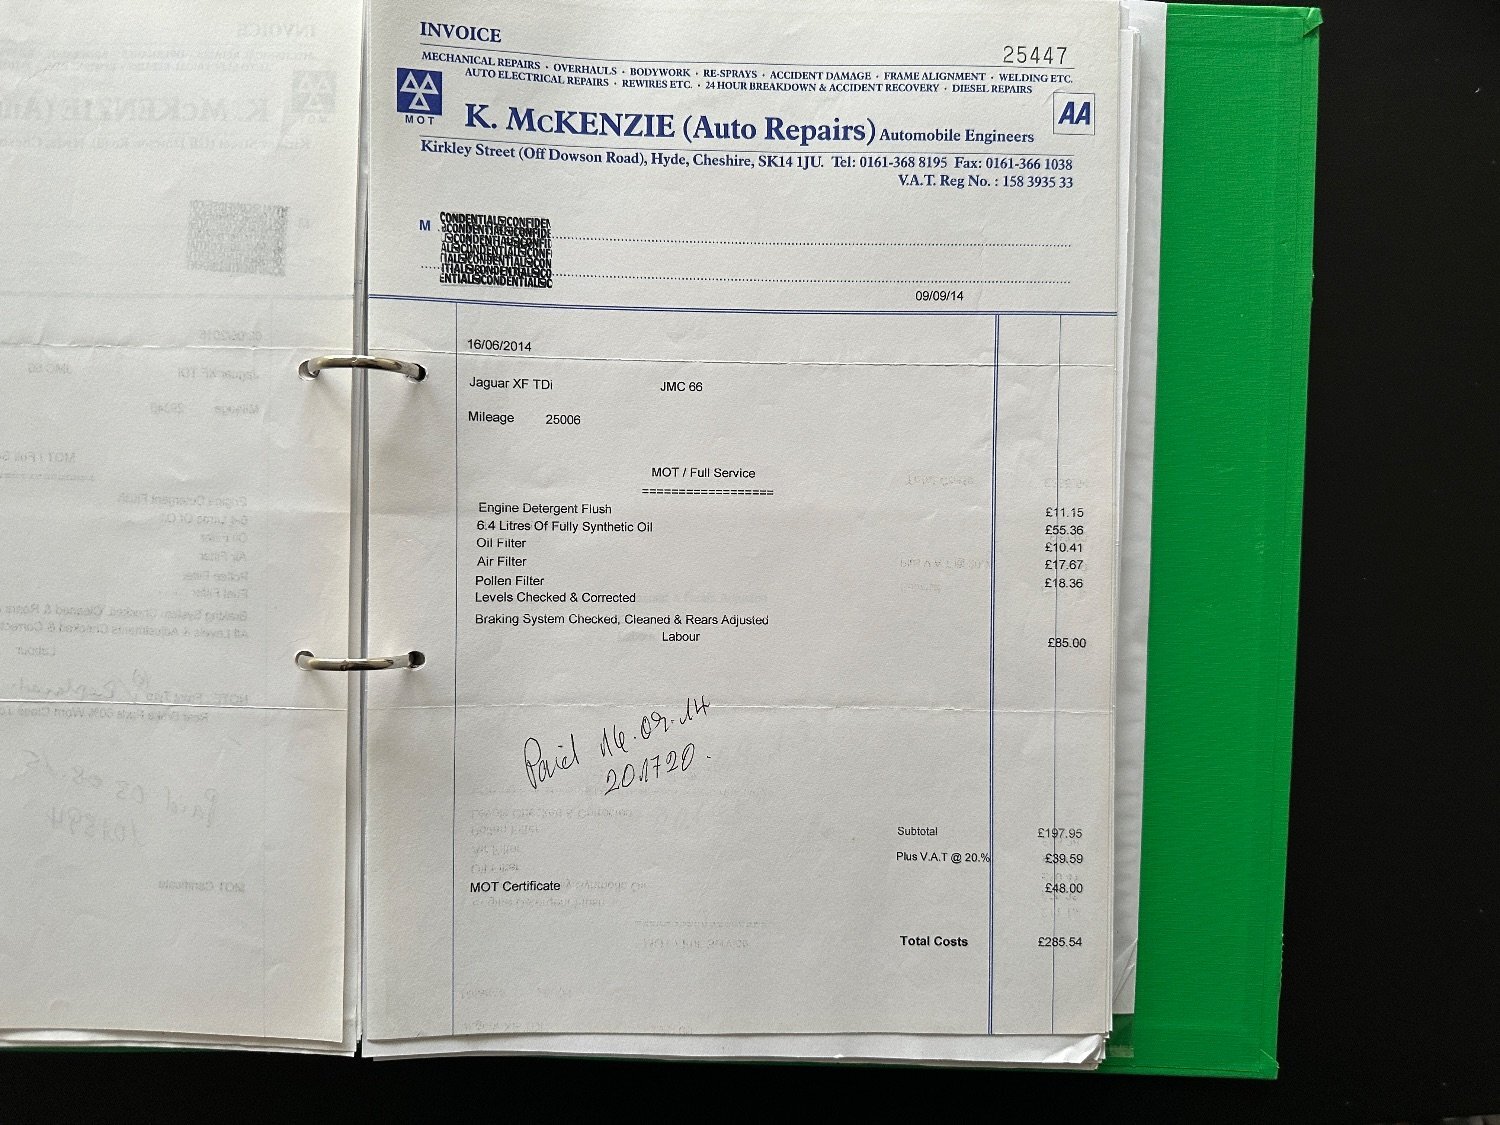 INVOICE
25447
MECHANICAL REPAIRS · OVERHAULS · BODYWORK · RE-SPRAYS · ACCIDENT DAMAGE · FRAME ALIGNMENT · WELDING ETC.
AUTO ELECTRICAL REPAIRS · REWIRES ETC. · 24 HOUR BREAKDOWN & ACCIDENT RECOVERY · DIESEL REPAIRS
MOT
K. McKENZIE (Auto Repairs) Automobile Engineers
AA
Kirkley Street (Off Dowson Road), Hyde, Cheshire, SK14 1JU. Tel: 0161-368 8195 Fax: 0161-366 1038
V.A.T. Reg No. : 158 3935 33
M
09/09/14
16/06/2014
Jaguar XF TDi JMC 66
Mileage 25006
MOT / Full Service
==================
Engine Detergent Flush £11.15
6.4 Litres Of Fully Synthetic Oil £55.36
Oil Filter £10.41
Air Filter £17.67
Pollen Filter £18.36
Levels Checked & Corrected
Braking System Checked, Cleaned & Rears Adjusted
Labour £85.00
Paid 16.09.14
201720.
Subtotal £197.95
Plus V.A.T @ 20.% £39.59
MOT Certificate £48.00
Total Costs £285.54